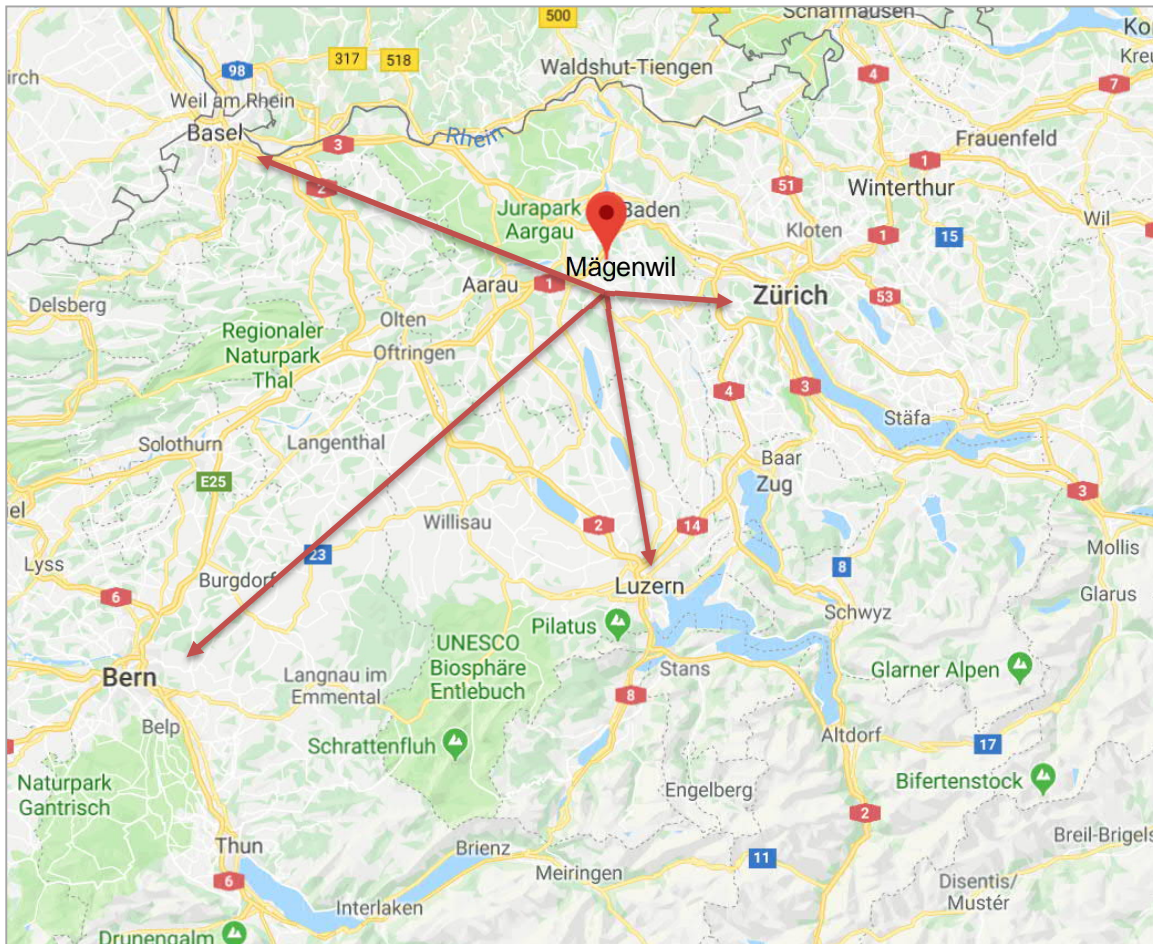 500
Schaffhausen
Ko
317
518
Kreu
98
Waldshut-Tiengen
4
irch
7
Weil am Rhein
Basel
Rhein
3
Frauenfeld
1
2
51
Winterthur
Jurapark
Aargau
Baden
Wil
Kloten
1
15
Mägenwil
Aarau
1
Zürich
53
Delsberg
Olten
Regionaler
Naturpark
Thal
Oftringen
4
3
Stäfa
Solothurn
Langenthal
Baar
Zug
E25
3
el
Willisau
2
14
Mollis
Lyss
23
8
Burgdorf
Luzern
Glarus
6
Schwyz
Pilatus
UNESCO
Biosphäre
Entlebuch
Stans
Glarner Alpen
Bern
Langnau im
Emmental
8
Belp
Altdorf
17
Schrattenfluh
Naturpark
Gantrisch
Bifertenstock
Engelberg
2
Breil-Brigels
Thun
Brienz
11
Meiringen
6
Disentis/
Mustér
Interlaken
Drunengalm